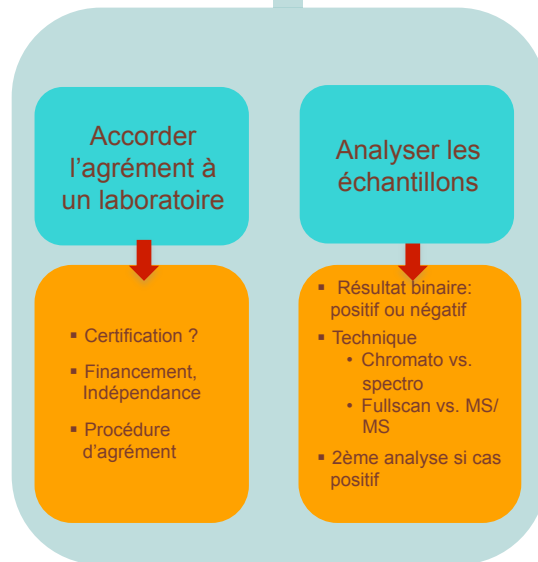 Accorder
l’agrément à
un laboratoire
▪ Certification ?
▪ Financement,
Indépendance
▪ Procédure
d’agrément
Analyser les
échantillons
▪ Résultat binaire:
positif ou négatif
▪ Technique
• Chromato vs.
spectro
• Fullscan vs. MS/
MS
▪ 2ème analyse si cas
positif